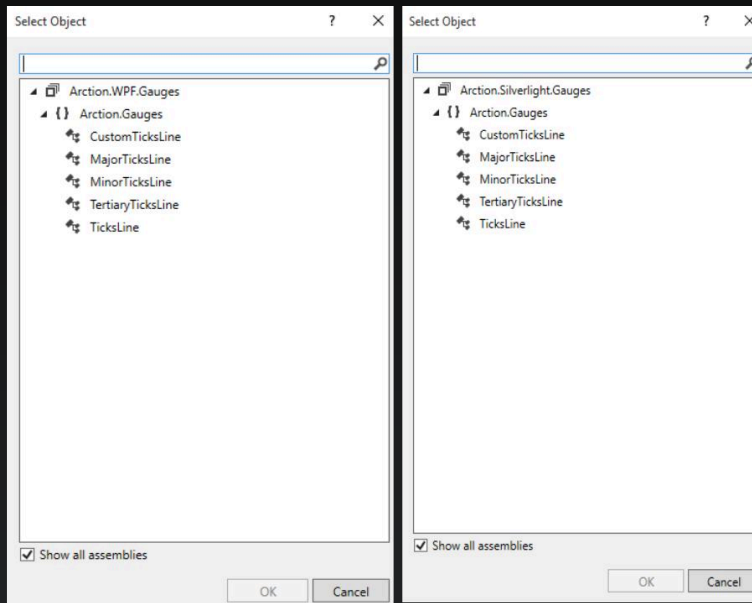 Select Object
Arction.WPF.Gauges
{ } Arction.Gauges
CustomTicksLine
MajorTicksLine
MinorTicksLine
TertiaryTicksLine
TicksLine
Show all assemblies
OK Cancel
Select Object
Arction.Silverlight.Gauges
{ } Arction.Gauges
CustomTicksLine
MajorTicksLine
MinorTicksLine
TertiaryTicksLine
TicksLine
Show all assemblies
OK Cancel